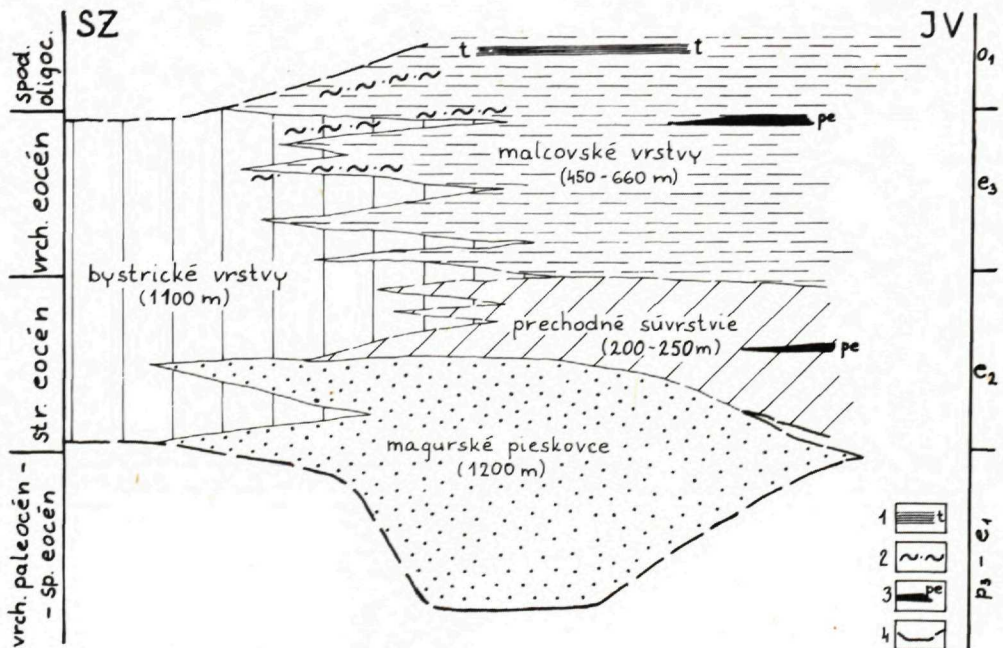 SZ
JV
spod.
oligoc.
vrch. eocén
str. eocén
vrch. paleocén -
- sp. eocén
t t
pe
malcovské vrstvy
(450-660 m)
bystrické vrstvy
(1100 m)
prechodné súvrstvie
(200-250m)
pe
magurské pieskovce
(1200m)
o1
e3
e2
p3 - e1
1 t
2
3 pe
4